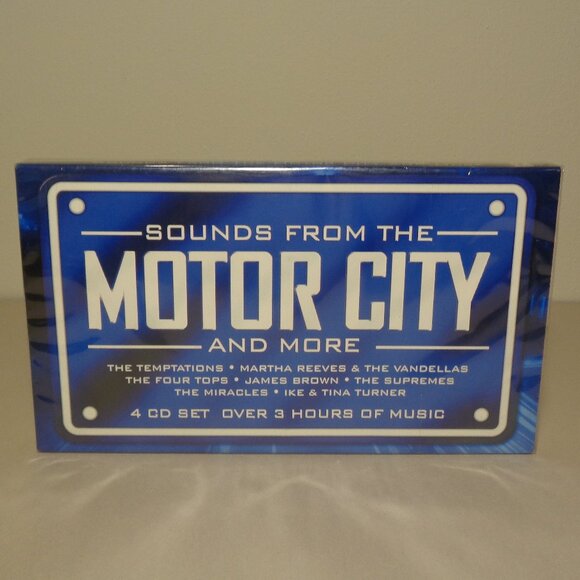 SOUNDS FROM THE
MOTOR CITY
AND MORE
THE TEMPTATIONS • MARTHA REEVES & THE VANDELLAS
THE FOUR TOPS • JAMES BROWN • THE SUPREMES
THE MIRACLES • IKE & TINA TURNER
4 CD SET OVER 3 HOURS OF MUSIC